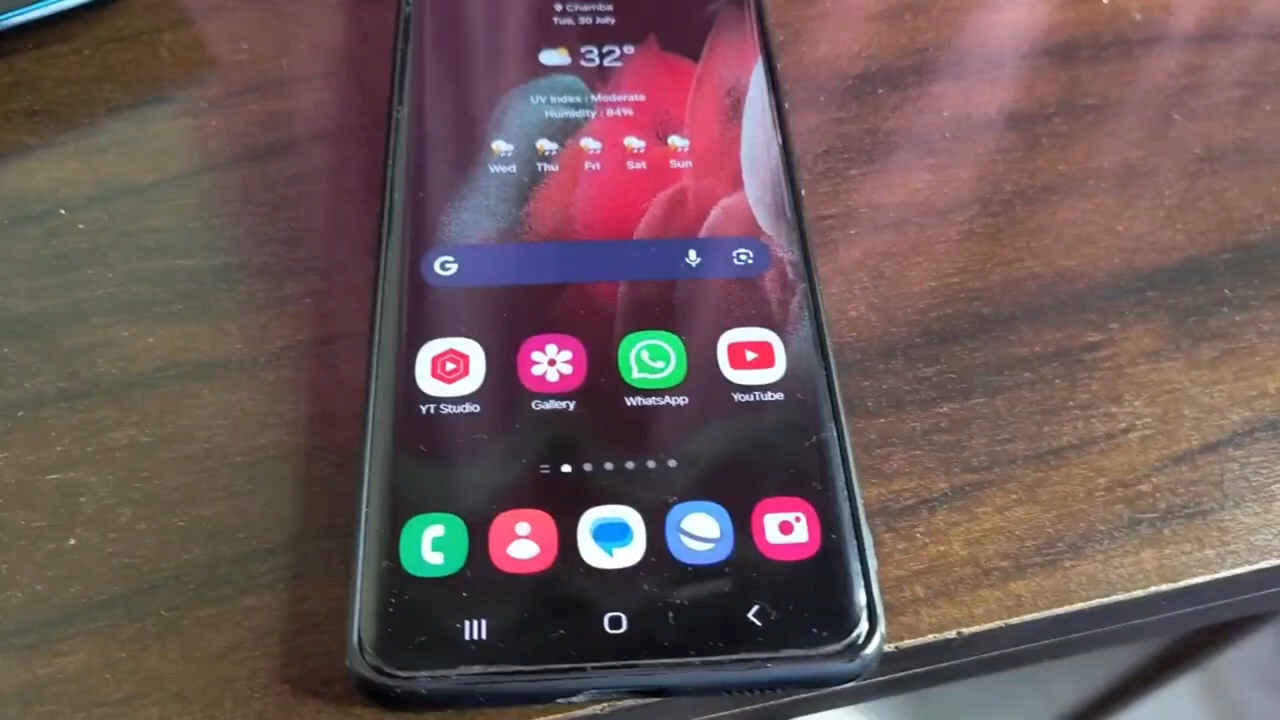 Chamba
Tue, 30 July
32°
UV Index : Moderate
Humidity : 84%
Wed Thu Fri Sat Sun
G
YT Studio Gallery WhatsApp YouTube